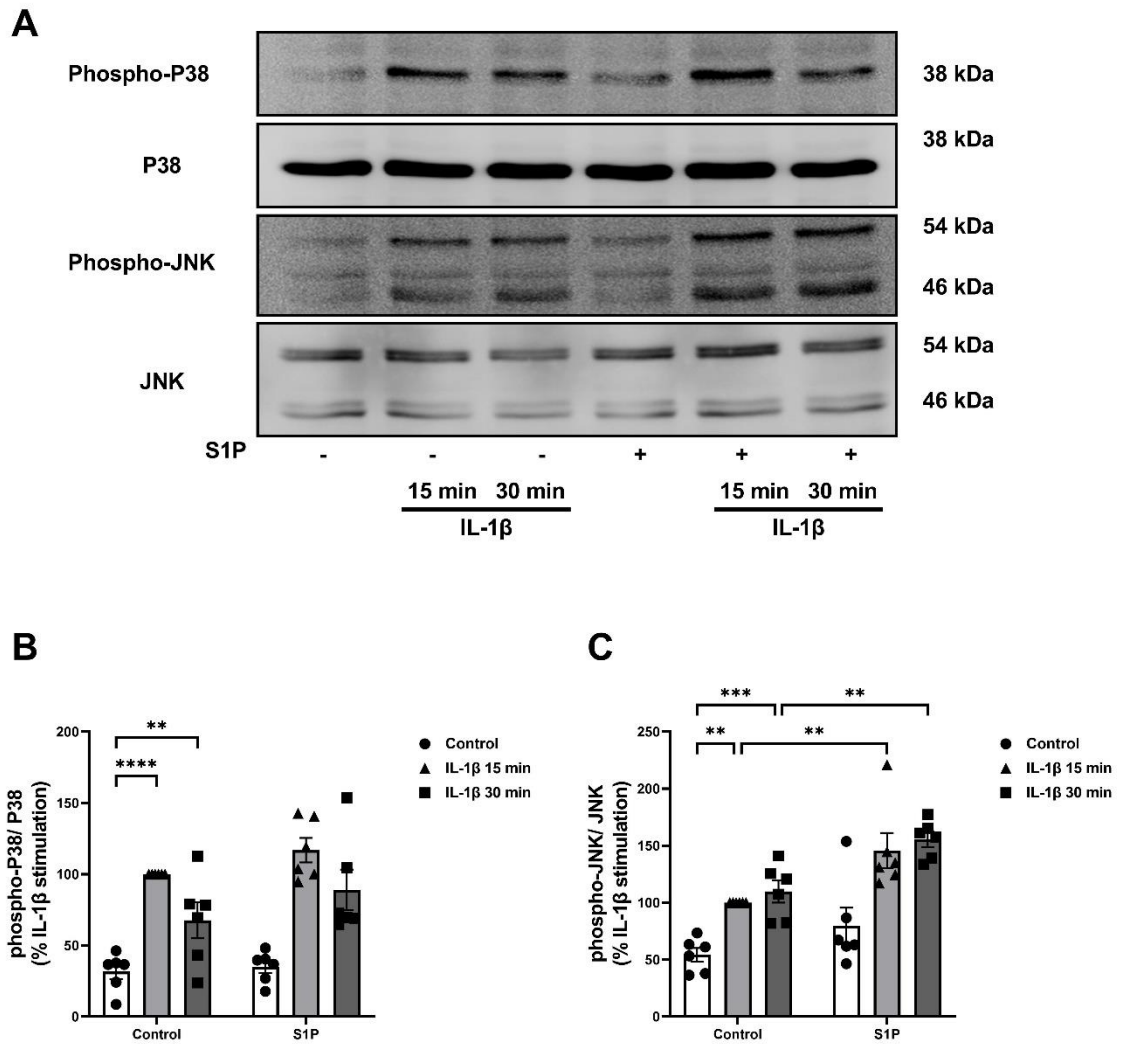 A
Phospho-P38
38 kDa
P38
38 kDa
Phospho-JNK
54 kDa
46 kDa
JNK
54 kDa
46 kDa
S1P - - - + + +
15 min 30 min 15 min 30 min
IL-1β IL-1β
B
phospho-P38/ P38
(% IL-1β stimulation)
200
150
100
50
0
**
****
Control
S1P
Control
IL-1β 15 min
IL-1β 30 min
C
phospho-JNK/ JNK
(% IL-1β stimulation)
250
200
150
100
50
0
*** **
** **
Control
S1P
Control
IL-1β 15 min
IL-1β 30 min